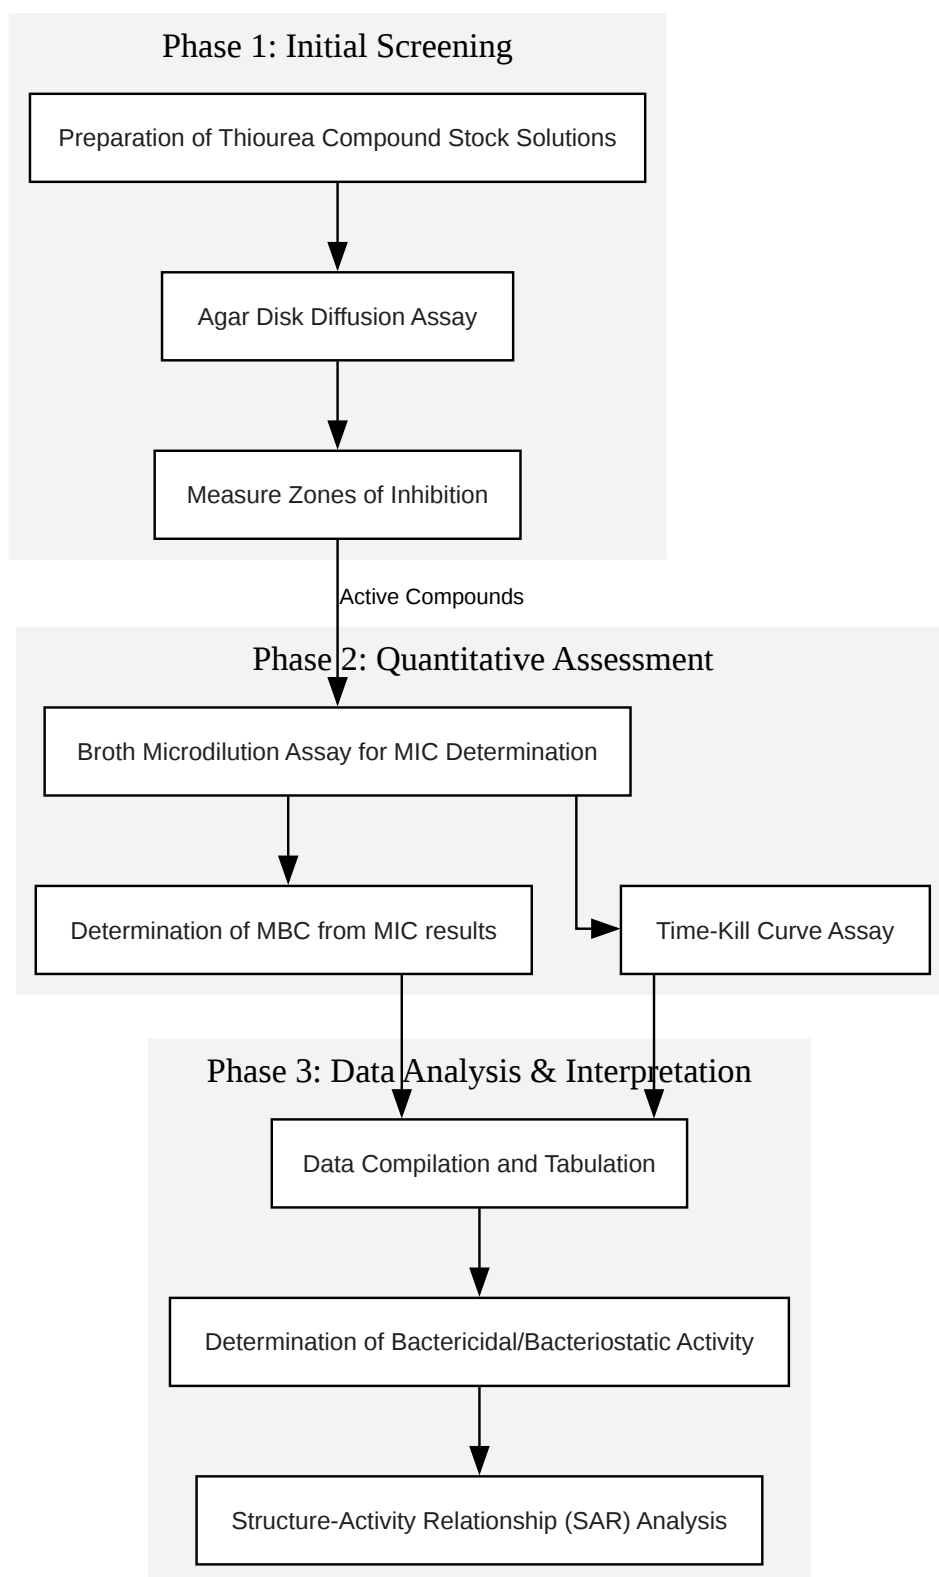 Phase 1: Initial Screening
Preparation of Thiourea Compound Stock Solutions
Agar Disk Diffusion Assay
Measure Zones of Inhibition
Active Compounds
Phase 2: Quantitative Assessment
Broth Microdilution Assay for MIC Determination
Determination of MBC from MIC results
Time-Kill Curve Assay
Phase 3: Data Analysis & Interpretation
Data Compilation and Tabulation
Determination of Bactericidal/Bacteriostatic Activity
Structure-Activity Relationship (SAR) Analysis